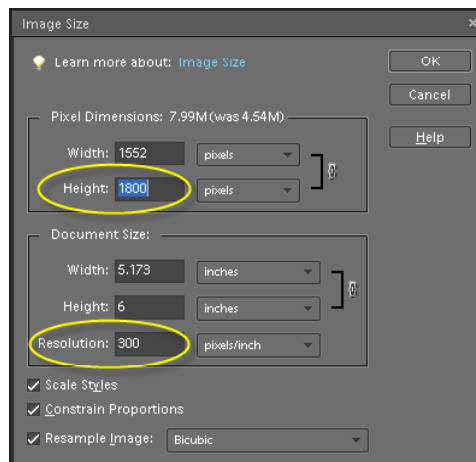 Image Size
Learn more about: Image Size
OK
Cancel
Help
Pixel Dimensions: 7.99M (was 4.54M)
Width: 1552 pixels
Height: 1800 pixels
Document Size:
Width: 5.173 inches
Height: 6 inches
Resolution: 300 pixels/inch
Scale Styles
Constrain Proportions
Resample Image: Bicubic